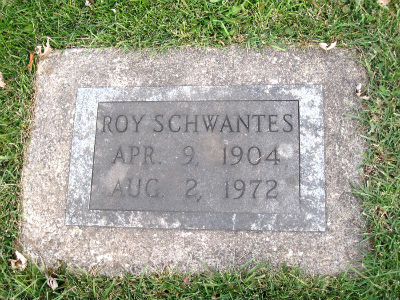 ROY SCHWANTES
APR. 9, 1904
AUG. 2, 1972